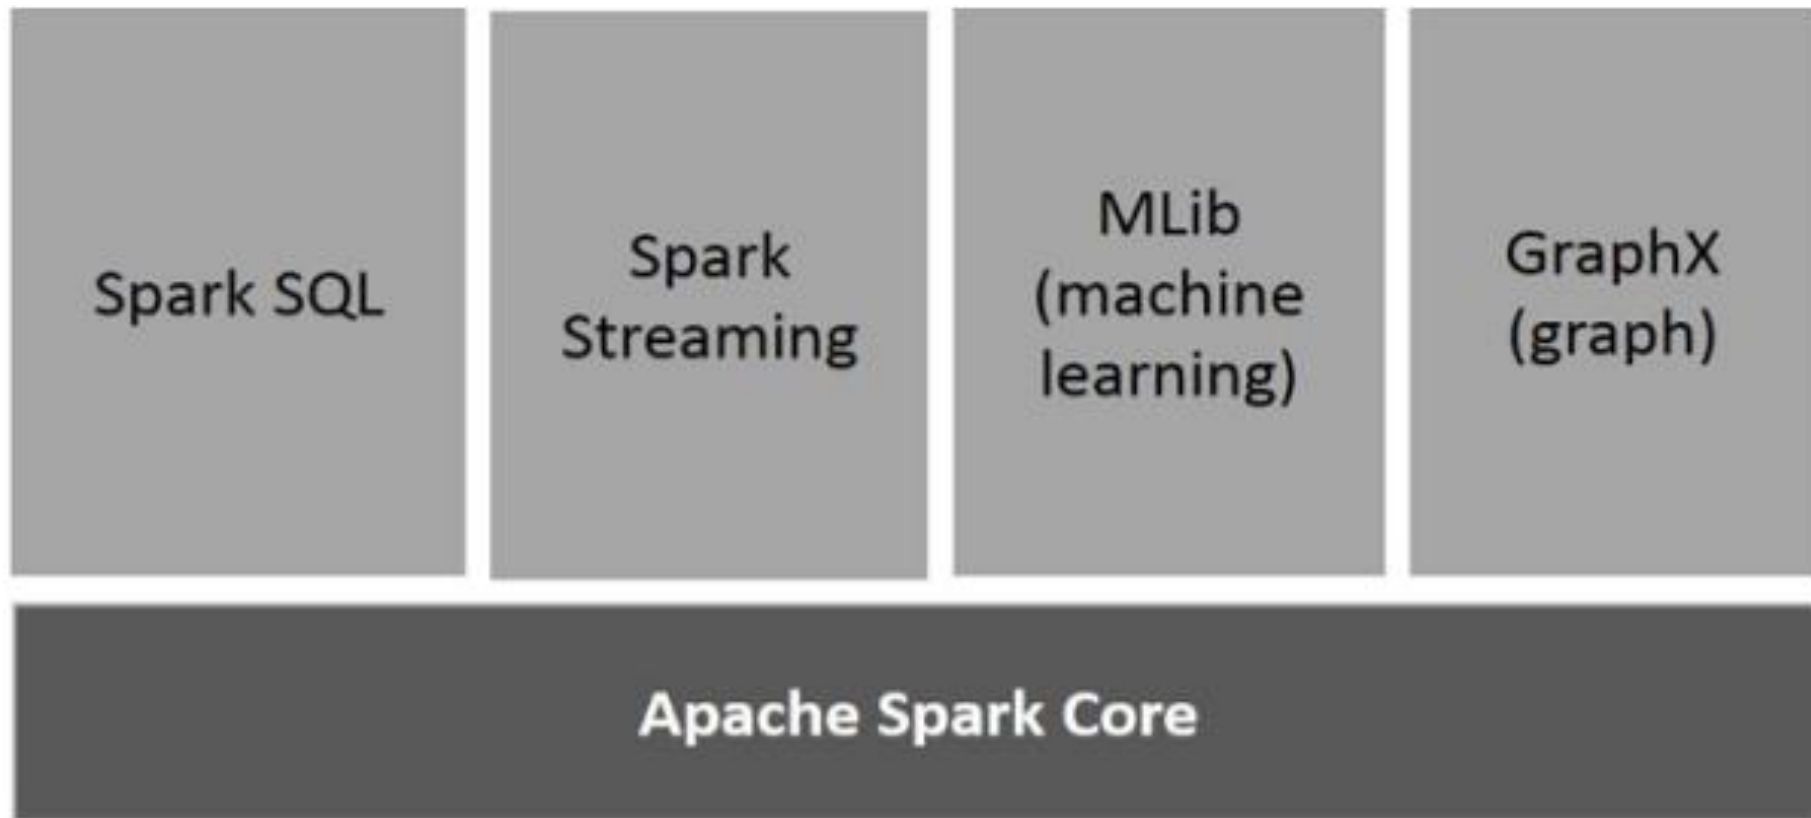 Spark SQL
Spark
Streaming
MLib
(machine
learning)
GraphX
(graph)
Apache Spark Core